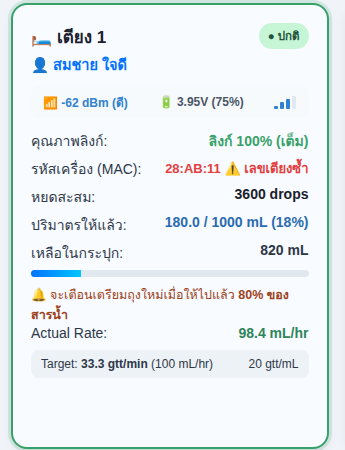 🛏️ เตียง 1 ● ปกติ
👤 สมชาย ใจดี
📶 -62 dBm (ดี) 🔋 3.95V (75%)
คุณภาพลิงก์: ลิงก์ 100% (เต็ม)
รหัสเครื่อง (MAC): 28:AB:11 ⚠️ เลขเตียงซ้ำ
หยดสะสม: 3600 drops
ปริมาตรให้แล้ว: 180.0 / 1000 mL (18%)
เหลือในกระปุก: 820 mL
🔔 จะเตือนเตรียมถุงใหม่เมื่อให้ไปแล้ว 80% ของ
สารน้ำ
Actual Rate: 98.4 mL/hr
Target: 33.3 gtt/min (100 mL/hr) 20 gtt/mL